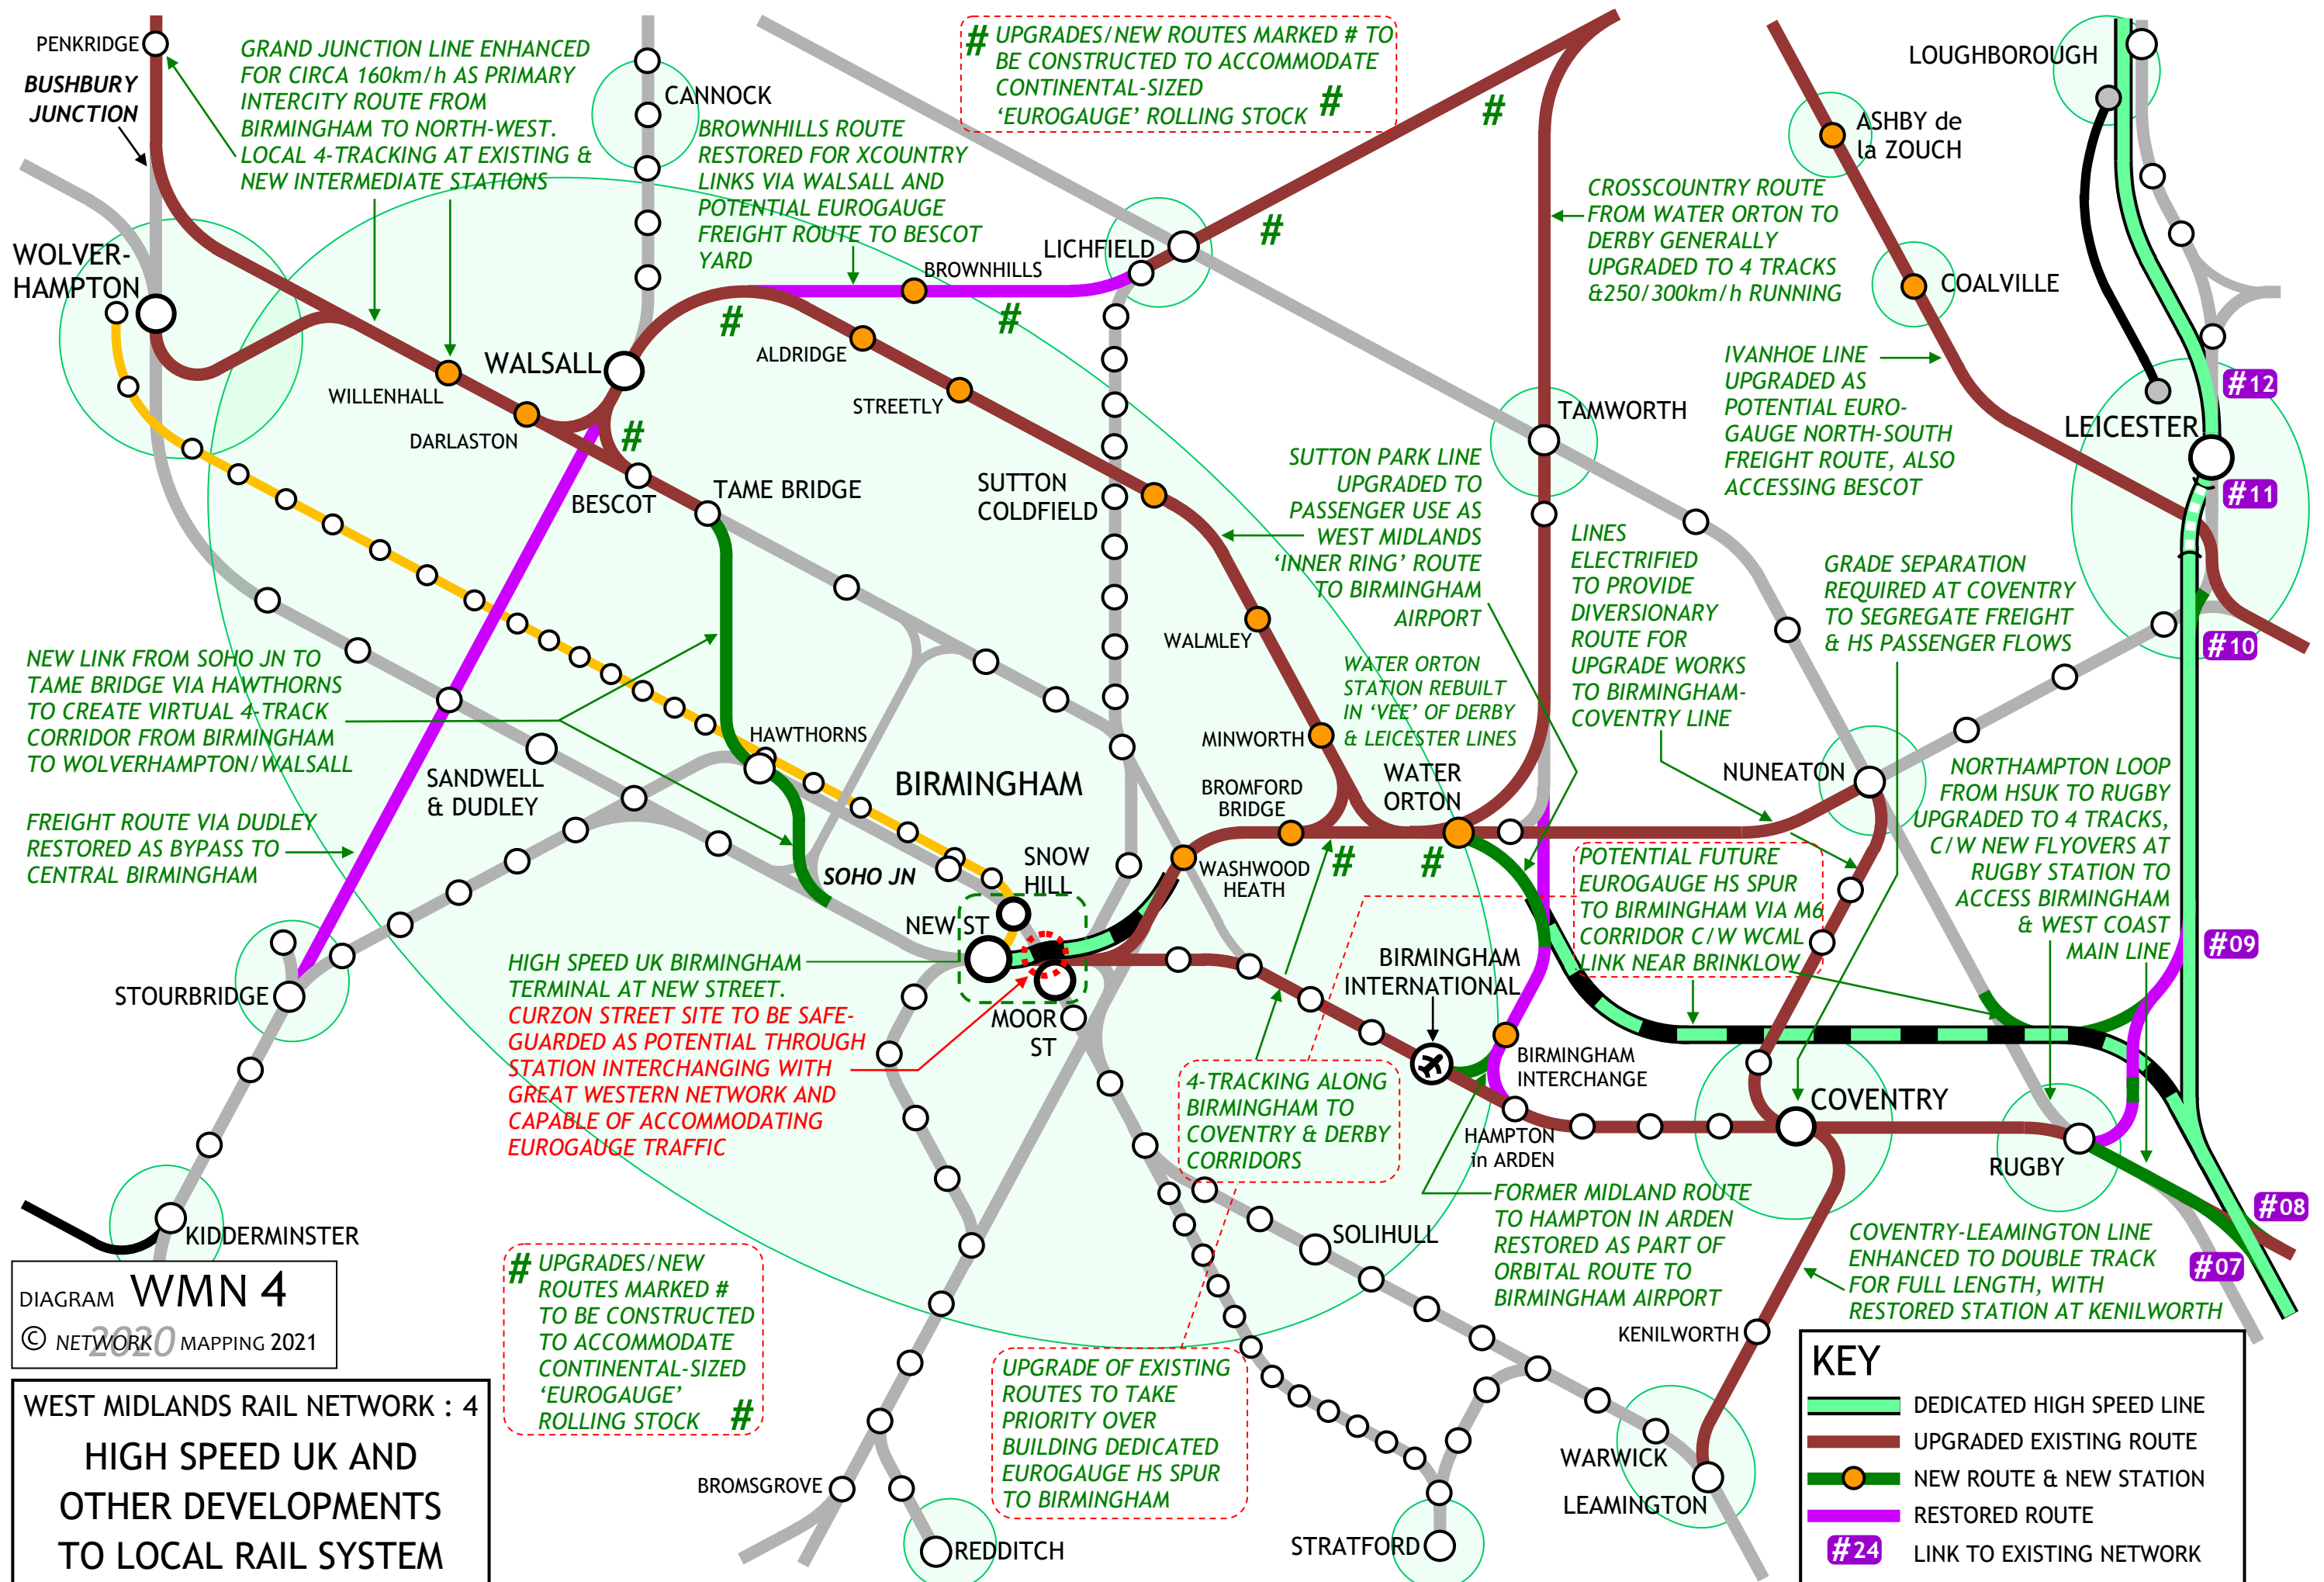 PENKRIDGE
BUSHBURY
JUNCTION
GRAND JUNCTION LINE ENHANCED
FOR CIRCA 160km/h AS PRIMARY
INTERCITY ROUTE FROM
BIRMINGHAM TO NORTH-WEST.
LOCAL 4-TRACKING AT EXISTING &
NEW INTERMEDIATE STATIONS
CANNOCK
BROWNHILLS ROUTE
RESTORED FOR XCOUNTRY
LINKS VIA WALSALL AND
POTENTIAL EUROGAUGE
FREIGHT ROUTE TO BESCOT
YARD
# UPGRADES/NEW ROUTES MARKED # TO
BE CONSTRUCTED TO ACCOMMODATE
CONTINENTAL-SIZED
'EUROGAUGE' ROLLING STOCK #
#
#
LOUGHBOROUGH
ASHBY de
la ZOUCH
CROSSCOUNTRY ROUTE
FROM WATER ORTON TO
DERBY GENERALLY
UPGRADED TO 4 TRACKS
&250/300km/h RUNNING
COALVILLE
WOLVER-
HAMPTON
LICHFIELD
BROWNHILLS
#
#
IVANHOE LINE
UPGRADED AS
POTENTIAL EURO-
GAUGE NORTH-SOUTH
FREIGHT ROUTE, ALSO
ACCESSING BESCOT
#12
LEICESTER
#11
WALSALL
ALDRIDGE
WILLENHALL
STREETLY
DARLASTON
#
TAMWORTH
BESCOT
TAME BRIDGE
SUTTON
COLDFIELD
SUTTON PARK LINE
UPGRADED TO
PASSENGER USE AS
WEST MIDLANDS
'INNER RING' ROUTE
TO BIRMINGHAM
AIRPORT
LINES
ELECTRIFIED
TO PROVIDE
DIVERSIONARY
ROUTE FOR
UPGRADE WORKS
TO BIRMINGHAM-
COVENTRY LINE
GRADE SEPARATION
REQUIRED AT COVENTRY
TO SEGREGATE FREIGHT
& HS PASSENGER FLOWS
#10
WALMLEY
NEW LINK FROM SOHO JN TO
TAME BRIDGE VIA HAWTHORNS
TO CREATE VIRTUAL 4-TRACK
CORRIDOR FROM BIRMINGHAM
TO WOLVERHAMPTON/WALSALL
WATER ORTON
STATION REBUILT
IN 'VEE' OF DERBY
& LEICESTER LINES
HAWTHORNS
MINWORTH
SANDWELL
& DUDLEY
BIRMINGHAM
BROMFORD
BRIDGE
WATER
ORTON
NUNEATON
NORTHAMPTON LOOP
FROM HSUK TO RUGBY
UPGRADED TO 4 TRACKS,
C/W NEW FLYOVERS AT
RUGBY STATION TO
ACCESS BIRMINGHAM
& WEST COAST
MAIN LINE
FREIGHT ROUTE VIA DUDLEY
RESTORED AS BYPASS TO
CENTRAL BIRMINGHAM
SOHO JN
SNOW
HILL
WASHWOOD
HEATH
#
#
POTENTIAL FUTURE
EUROGAUGE HS SPUR
TO BIRMINGHAM VIA M6
CORRIDOR C/W WCML
LINK NEAR BRINKLOW
#09
NEW ST
MOOR
ST
STOURBRIDGE
HIGH SPEED UK BIRMINGHAM
TERMINAL AT NEW STREET.
CURZON STREET SITE TO BE SAFE-
GUARDED AS POTENTIAL THROUGH
STATION INTERCHANGING WITH
GREAT WESTERN NETWORK AND
CAPABLE OF ACCOMMODATING
EUROGAUGE TRAFFIC
BIRMINGHAM
INTERNATIONAL
BIRMINGHAM
INTERCHANGE
4-TRACKING ALONG
BIRMINGHAM TO
COVENTRY & DERBY
CORRIDORS
HAMPTON
in ARDEN
COVENTRY
RUGBY
#08
#07
KIDDERMINSTER
SOLIHULL
FORMER MIDLAND ROUTE
TO HAMPTON IN ARDEN
RESTORED AS PART OF
ORBITAL ROUTE TO
BIRMINGHAM AIRPORT
COVENTRY-LEAMINGTON LINE
ENHANCED TO DOUBLE TRACK
FOR FULL LENGTH, WITH
RESTORED STATION AT KENILWORTH
KENILWORTH
# UPGRADES/NEW
ROUTES MARKED #
TO BE CONSTRUCTED
TO ACCOMMODATE
CONTINENTAL-SIZED
'EUROGAUGE'
ROLLING STOCK #
UPGRADE OF EXISTING
ROUTES TO TAKE
PRIORITY OVER
BUILDING DEDICATED
EUROGAUGE HS SPUR
TO BIRMINGHAM
BROMSGROVE
REDDITCH
STRATFORD
WARWICK
LEAMINGTON
DIAGRAM WMN 4
© NETWORK 2020 MAPPING 2021
WEST MIDLANDS RAIL NETWORK : 4
HIGH SPEED UK AND
OTHER DEVELOPMENTS
TO LOCAL RAIL SYSTEM
KEY
DEDICATED HIGH SPEED LINE
UPGRADED EXISTING ROUTE
NEW ROUTE & NEW STATION
RESTORED ROUTE
#24 LINK TO EXISTING NETWORK